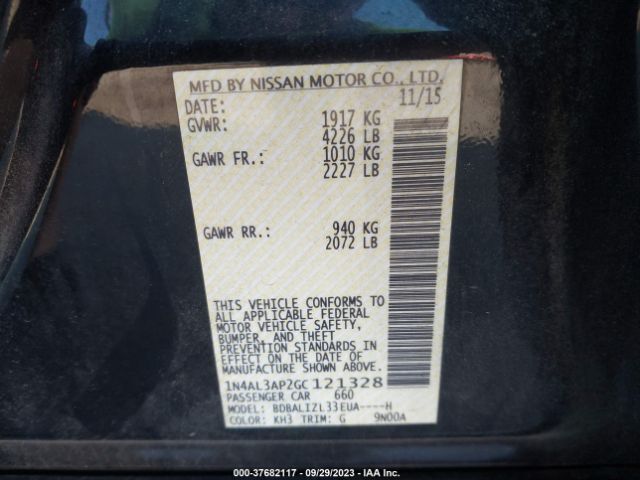 MFD BY NISSAN MOTOR CO., LTD.
DATE: 11/15
GVWR: 1917 KG
4226 LB
GAWR FR.: 1010 KG
2227 LB
GAWR RR.: 940 KG
2072 LB
THIS VEHICLE CONFORMS TO
ALL APPLICABLE FEDERAL
MOTOR VEHICLE SAFETY,
BUMPER, AND THEFT
PREVENTION STANDARDS IN
EFFECT ON THE DATE OF
MANUFACTURE SHOWN ABOVE.
1N4AL3AP2GC121328
PASSENGER CAR 660
MODEL: BDBALIZL33EUA----H
COLOR: KH3 TRIM: G 9N00A
000-37682117 - 09/29/2023 - IAA Inc.